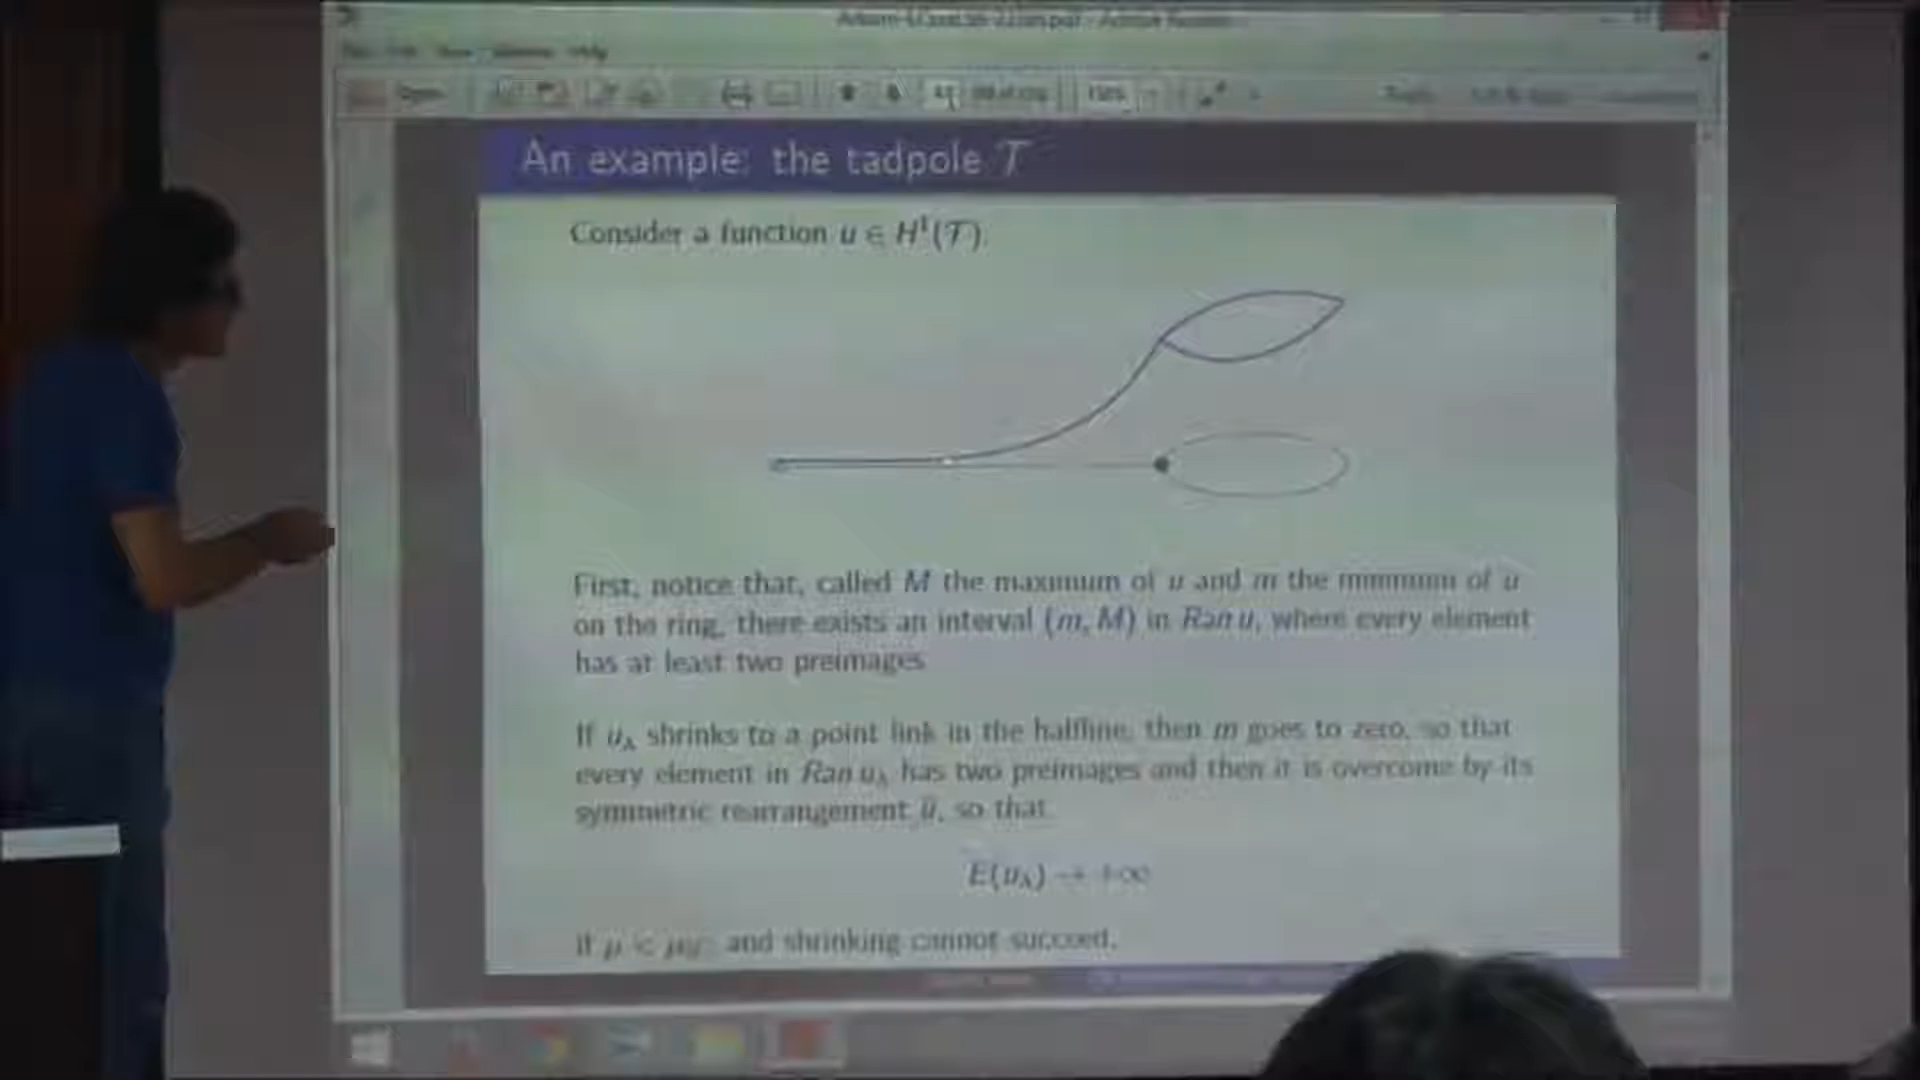 An example: the tadpole 𝒯
Consider a function u ∈ H¹(𝒯).
First, notice that, called M the maximum of u and m the minimum of u
on the ring, there exists an interval (m, M) in Ran u, where every element
has at least two preimages
If u_λ shrinks to a point link in the halfline, then m goes to zero, so that
every element in Ran u_λ has two preimages and then it is overcome by its
symmetric rearrangement û, so that
E(u_λ) → +∞
if μ < and shrinking cannot succeed.